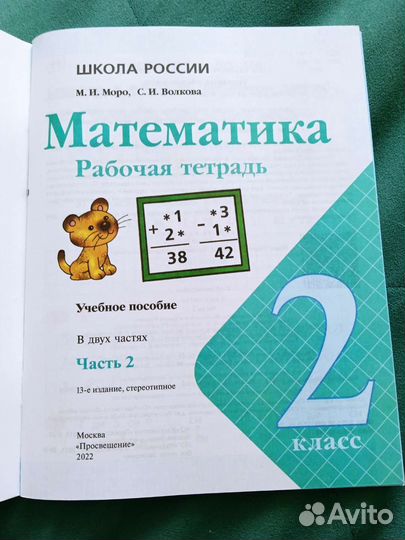 ШКОЛА РОССИИ
М. И. Моро, С. И. Волкова
Математика
Рабочая тетрадь
+ *1 - *3
2* 1*
38 42
Учебное пособие
В двух частях
Часть 2
13-е издание, стереотипное
2
класс
Москва
«Просвещение»
2022
Avito